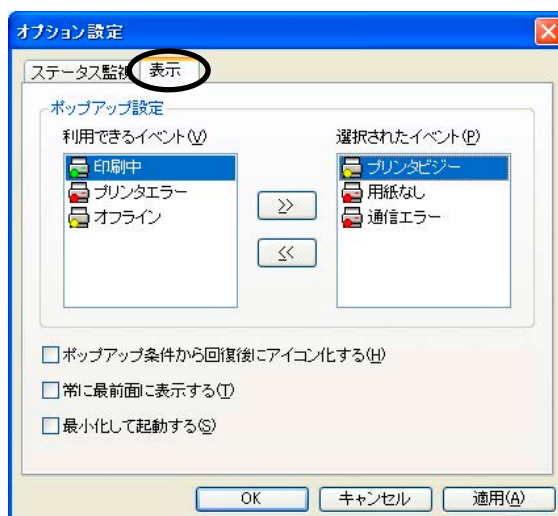 オプション設定
ステータス監視 表示
ポップアップ設定
利用できるイベント(V)
印刷中
プリンタエラー
オフライン
>>
<<
選択されたイベント(P)
プリンタビジー
用紙なし
通信エラー
ポップアップ条件から回復後にアイコン化する(H)
常に最前面に表示する(T)
最小化して起動する(S)
OK キャンセル 適用(A)